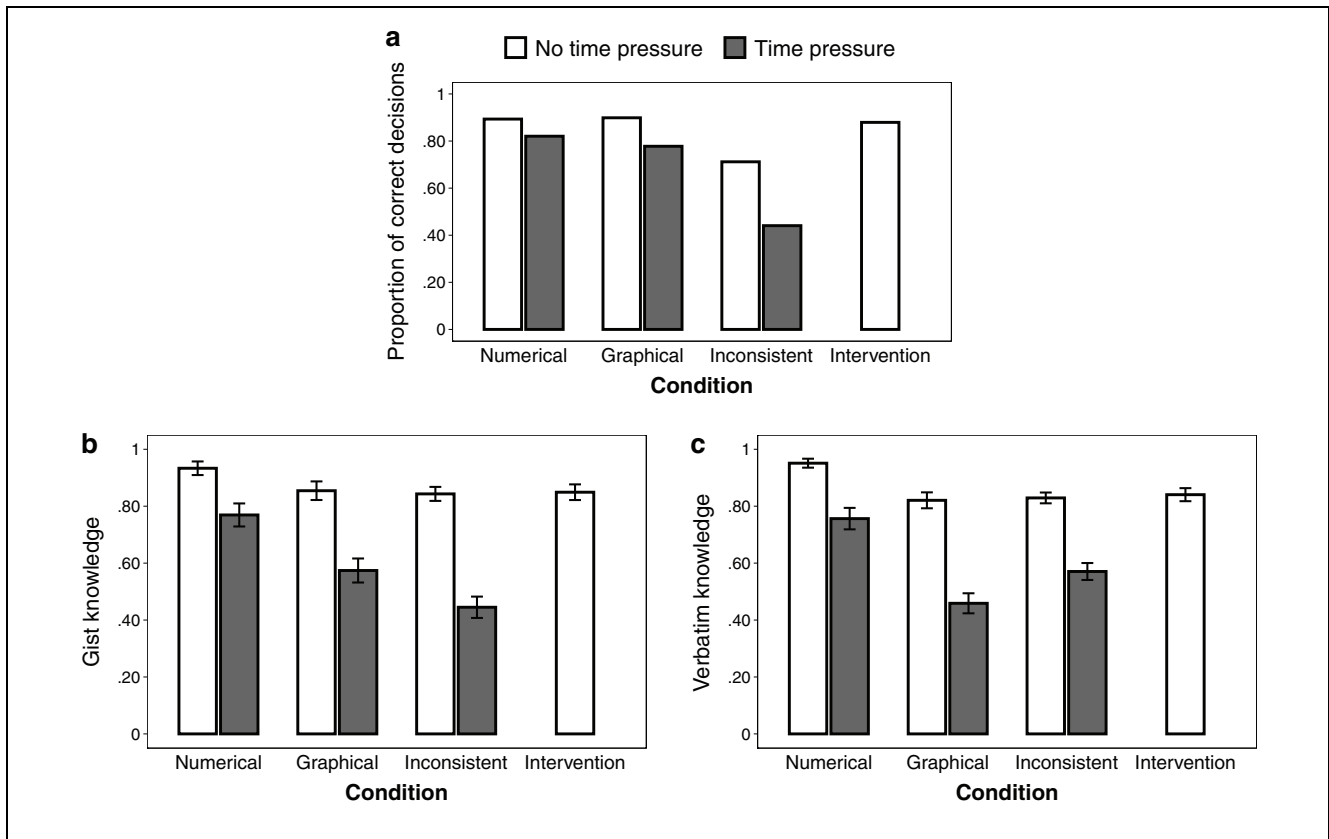 a
No time pressure Time pressure
Proportion of correct decisions
1
.80
.60
.40
.20
0
Numerical Graphical Inconsistent Intervention
Condition
b
Gist knowledge
1
.80
.60
.40
.20
0
Numerical Graphical Inconsistent Intervention
Condition
c
Verbatim knowledge
1
.80
.60
.40
.20
0
Numerical Graphical Inconsistent Intervention
Condition